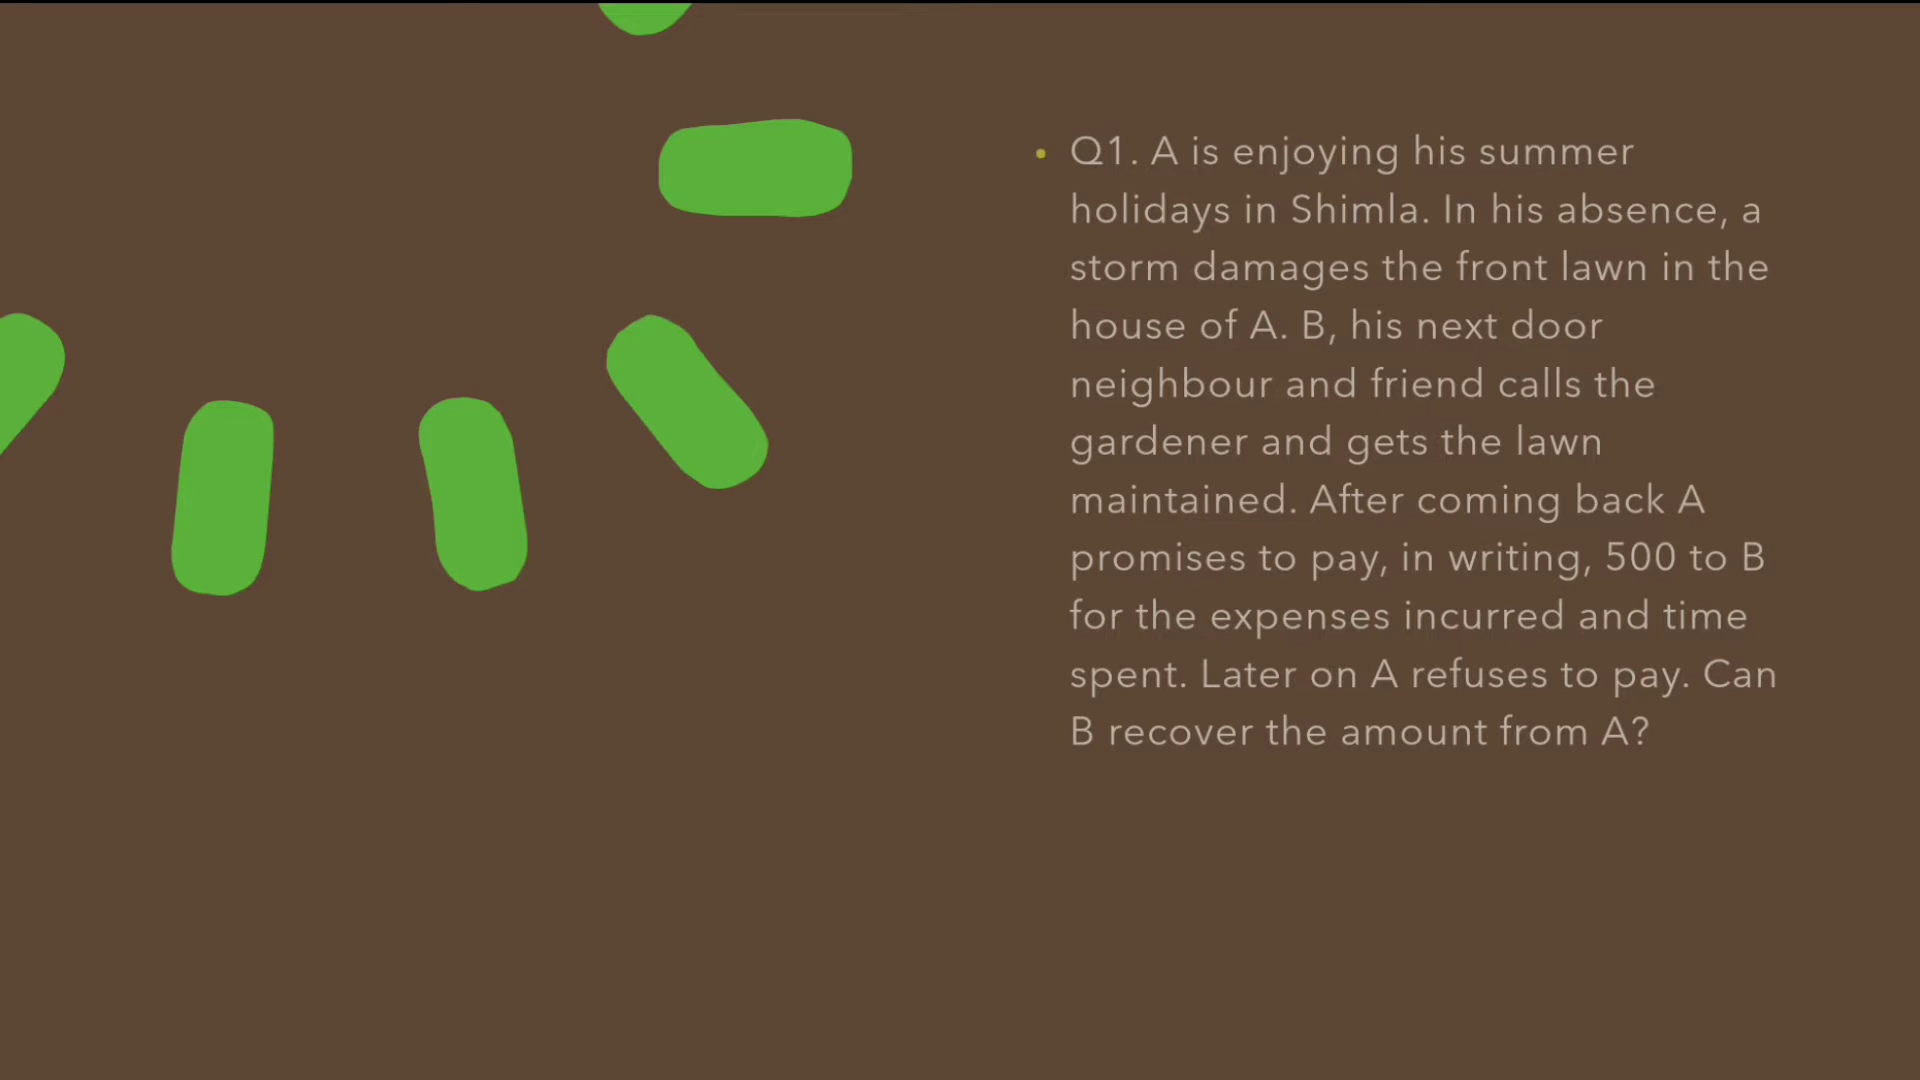 • Q1. A is enjoying his summer
holidays in Shimla. In his absence, a
storm damages the front lawn in the
house of A. B, his next door
neighbour and friend calls the
gardener and gets the lawn
maintained. After coming back A
promises to pay, in writing, 500 to B
for the expenses incurred and time
spent. Later on A refuses to pay. Can
B recover the amount from A?